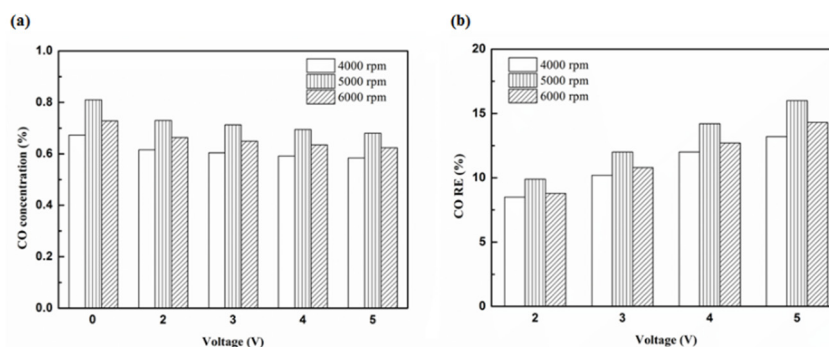 (a)
1.0
0.8
0.6
0.4
0.2
0.0
CO concentration (%)
4000 rpm
5000 rpm
6000 rpm
0 2 3 4 5
Voltage (V)
(b)
20
15
10
5
0
CO RE (%)
4000 rpm
5000 rpm
6000 rpm
2 3 4 5
Voltage (V)